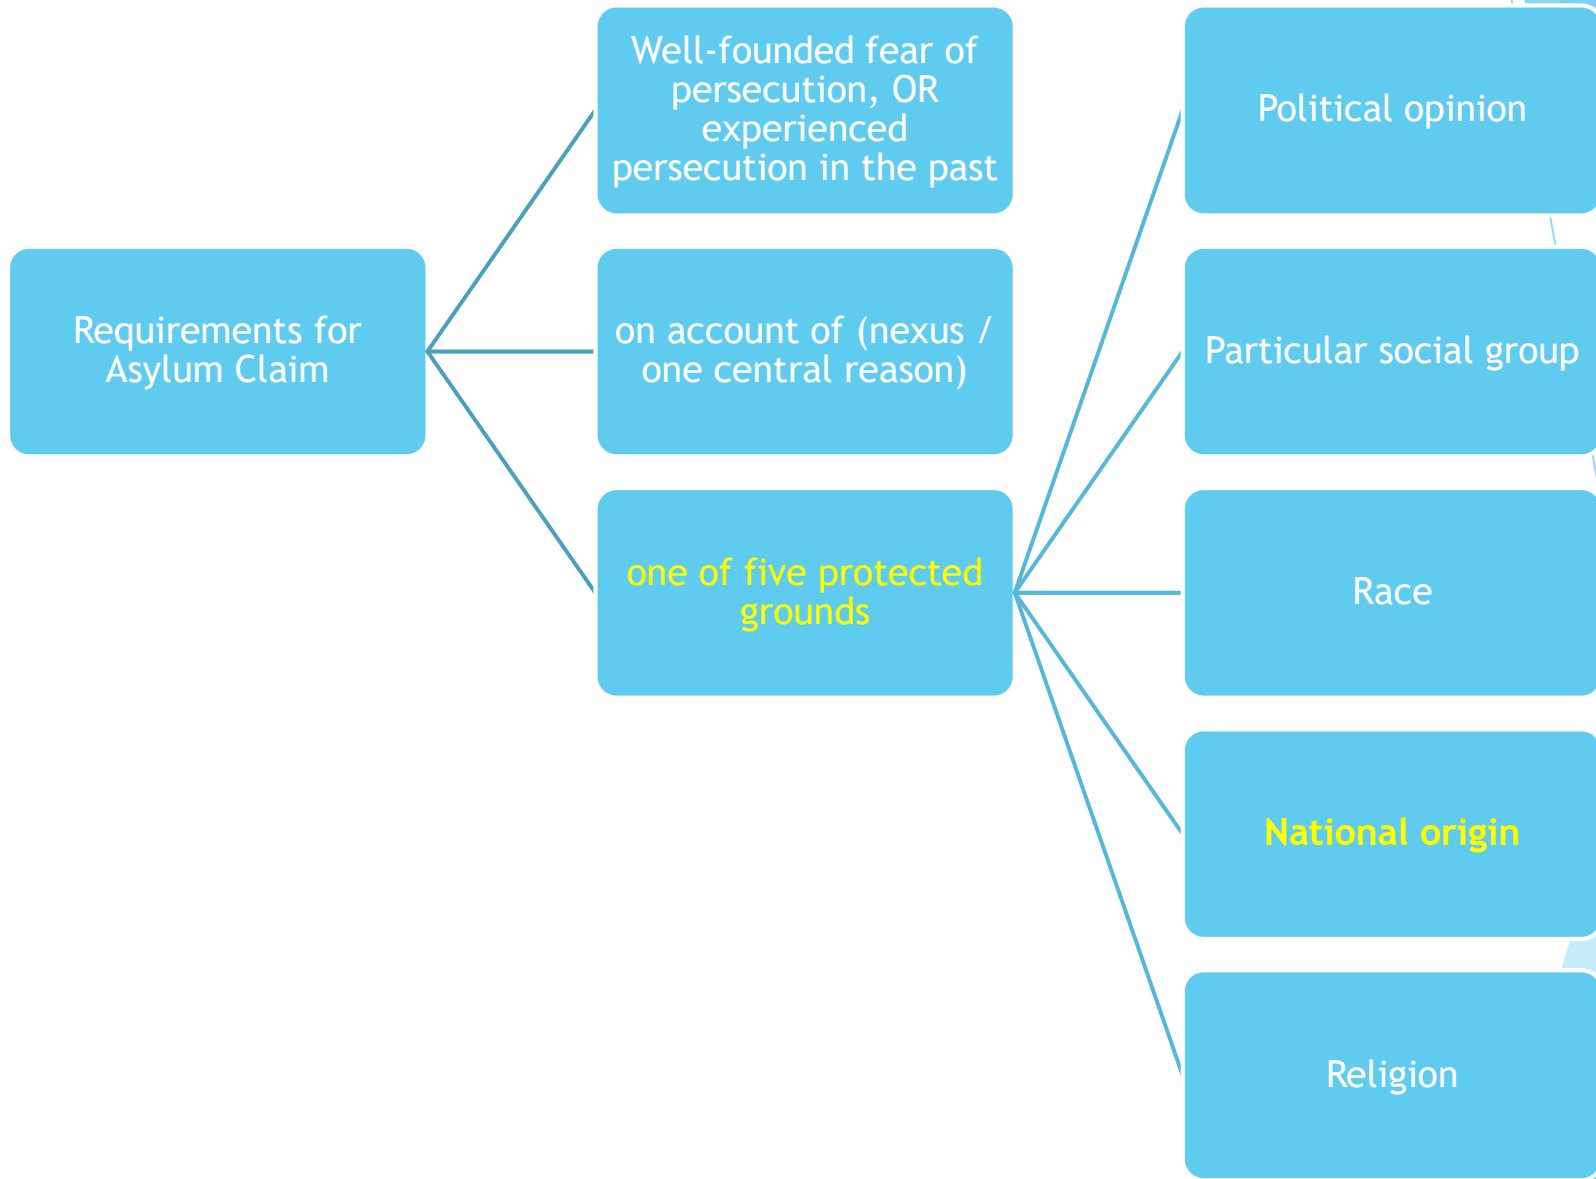 Requirements for
Asylum Claim
Well-founded fear of
persecution, OR
experienced
persecution in the past
on account of (nexus /
one central reason)
one of five protected
grounds
Political opinion
Particular social group
Race
National origin
Religion